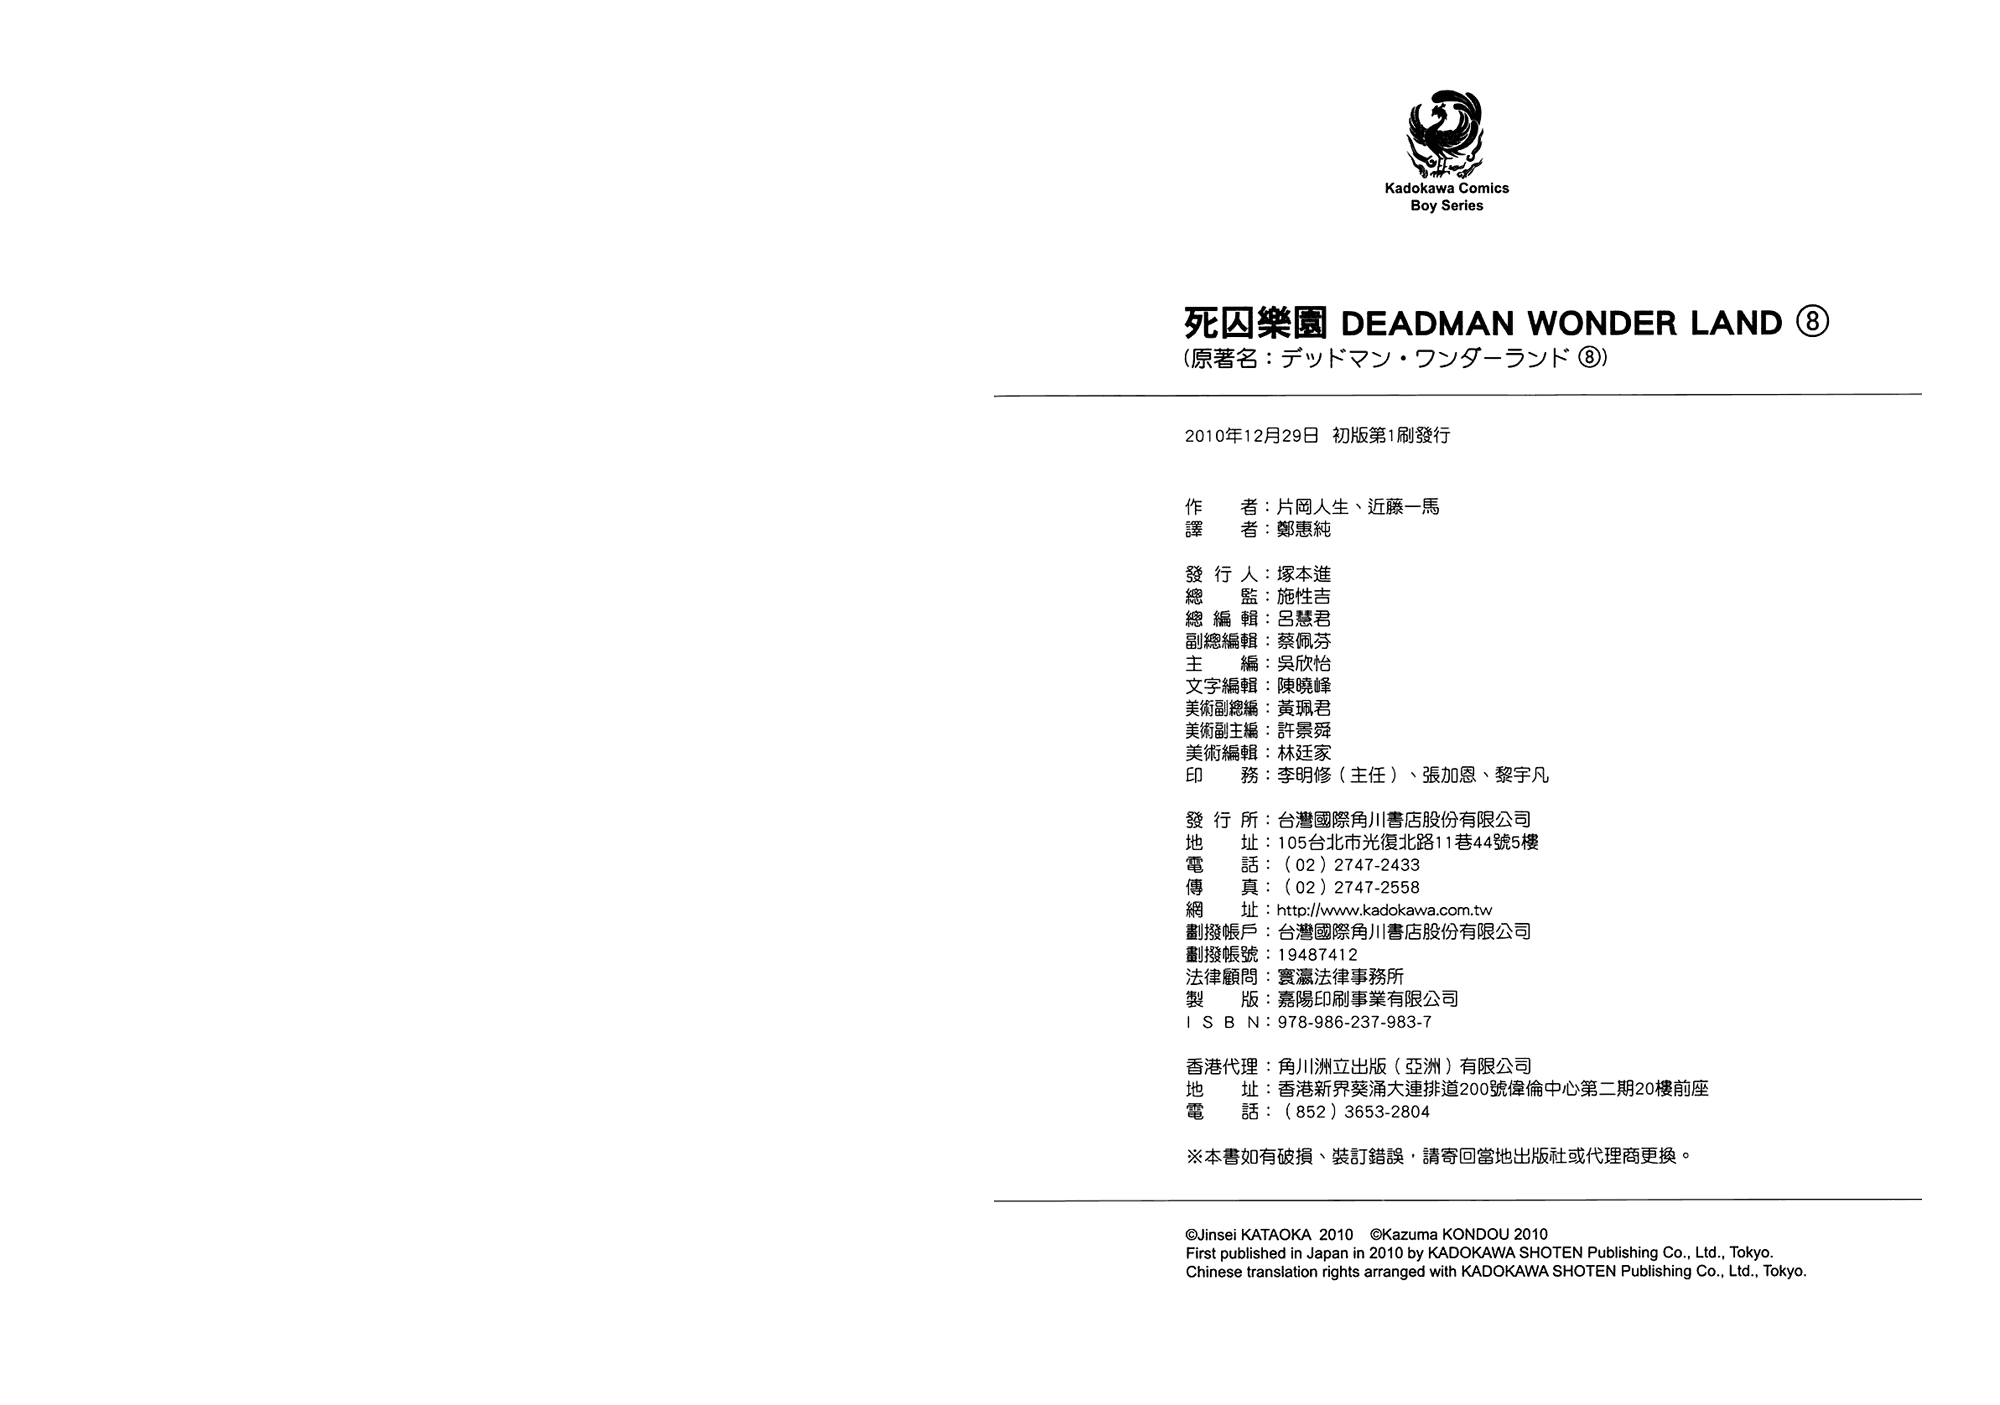 Kadokawa Comics
Boy Series
死囚樂園 DEADMAN WONDER LAND ⑧
(原著名：デッドマン・ワンダーランド ⑧)
2010年12月29日 初版第1刷發行
作　　者：片岡人生、近藤一馬
譯　　者：鄭惠純
發 行 人：塚本進
總　　監：施性吉
總 編 輯：呂慧君
副總編輯：蔡佩芬
主　　編：吳欣怡
文字編輯：陳曉峰
美術副總編：黃珮君
美術副主編：許景舜
美術編輯：林廷家
印　　務：李明修（主任）、張加恩、黎宇凡
發 行 所：台灣國際角川書店股份有限公司
地　　址：105台北市光復北路11巷44號5樓
電　　話：（02）2747-2433
傳　　真：（02）2747-2558
網　　址：http://www.kadokawa.com.tw
劃撥帳戶：台灣國際角川書店股份有限公司
劃撥帳號：19487412
法律顧問：寰瀛法律事務所
製　　版：嘉陽印刷事業有限公司
I S B N：978-986-237-983-7
香港代理：角川洲立出版（亞洲）有限公司
地　　址：香港新界葵涌大連排道200號偉倫中心第二期20樓前座
電　　話：（852）3653-2804
※本書如有破損、裝訂錯誤，請寄回當地出版社或代理商更換。
©Jinsei KATAOKA 2010 ©Kazuma KONDOU 2010
First published in Japan in 2010 by KADOKAWA SHOTEN Publishing Co., Ltd., Tokyo.
Chinese translation rights arranged with KADOKAWA SHOTEN Publishing Co., Ltd., Tokyo.